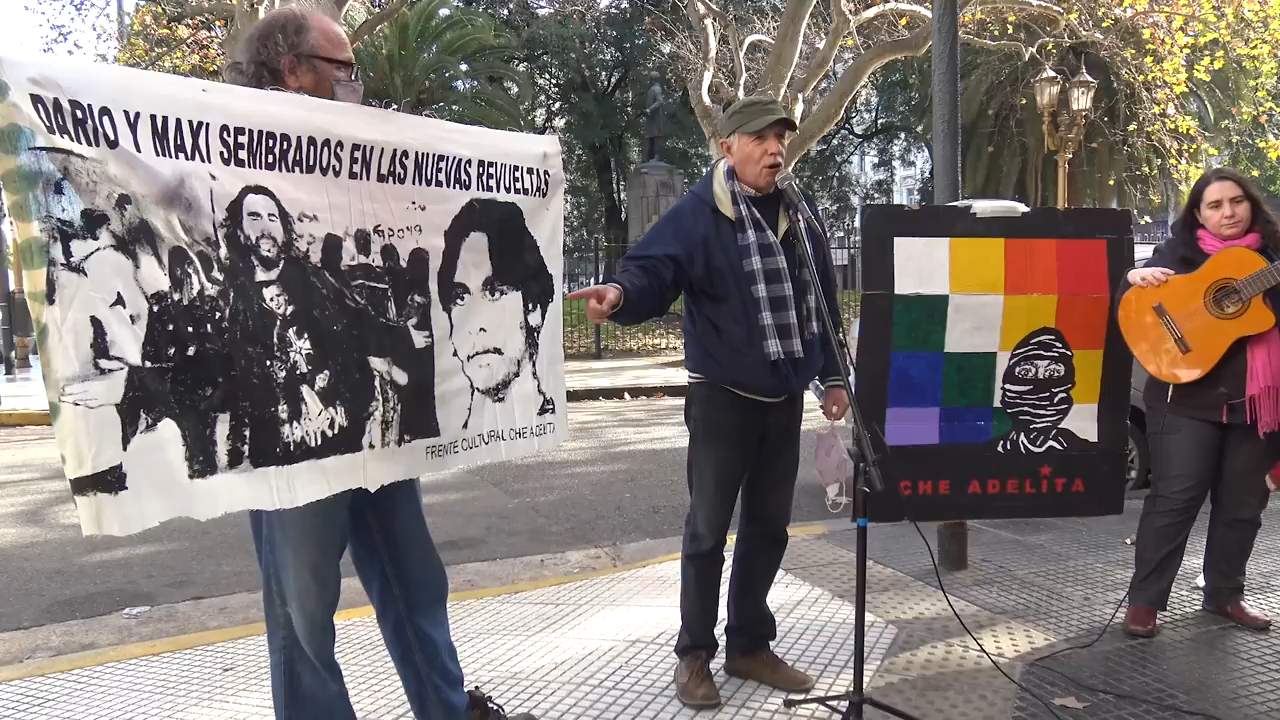 DARIO Y MAXI SEMBRADOS EN LAS NUEVAS REVUELTAS
FRENTE CULTURAL CHE ADELITA
CHE ADELITA